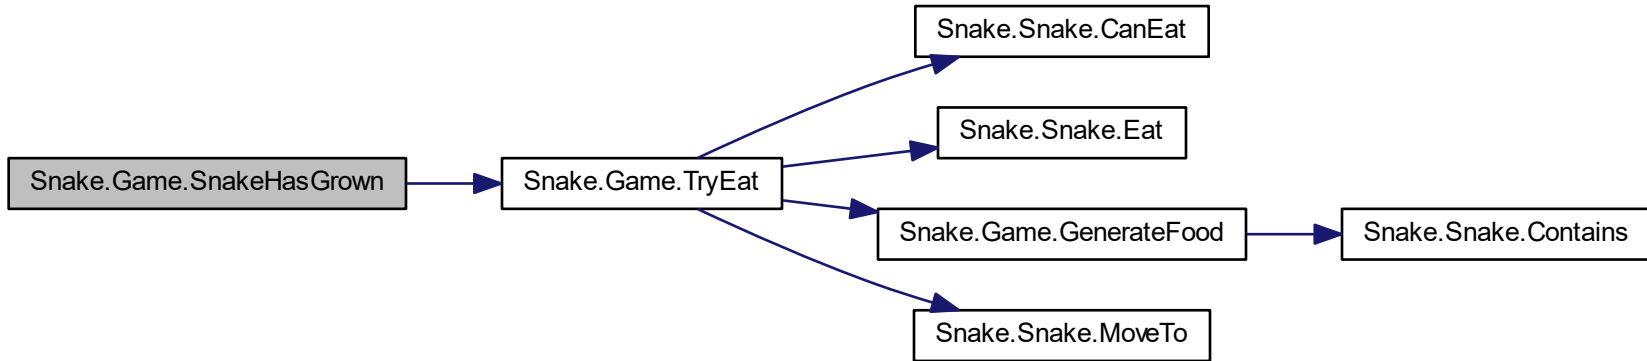 Snake.Game.SnakeHasGrown
Snake.Game.TryEat
Snake.Snake.CanEat
Snake.Snake.Eat
Snake.Game.GenerateFood
Snake.Snake.Contains
Snake.Snake.MoveTo